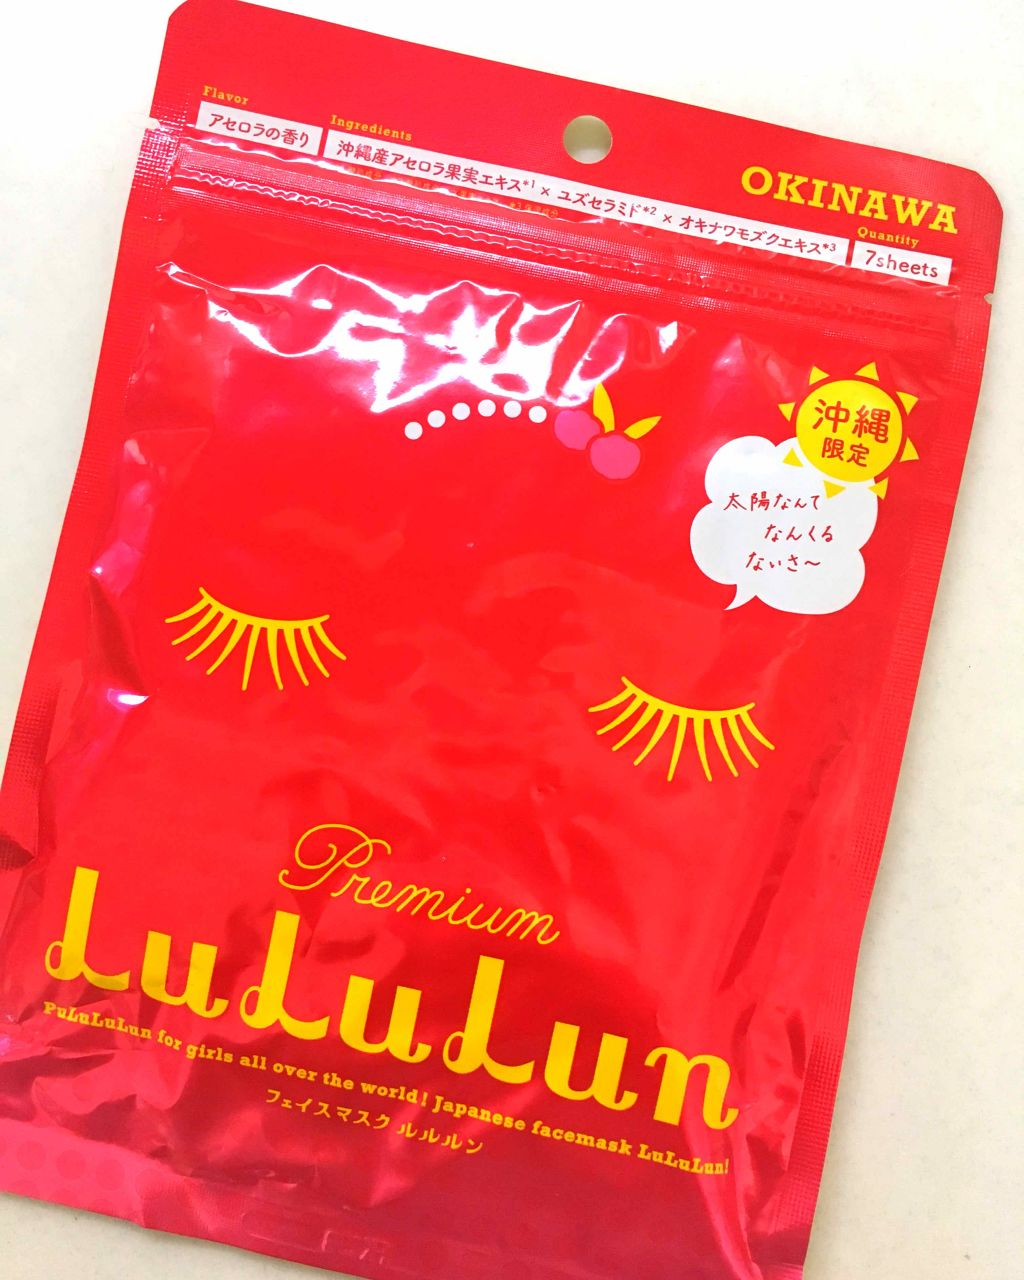 Flavor
アセロラの香り
Ingredients
沖縄産アセロラ果実エキス*1 × ユズセラミド*2 × オキナワモズクエキス*3
OKINAWA
Quantity
7sheets
沖縄
限定
太陽なんて
なんくる
ないさ〜
Premium
LuLuLun
PuLuLuLun for girls all over the world! Japanese facemask LuLuLun!
フェイスマスク ルルルン